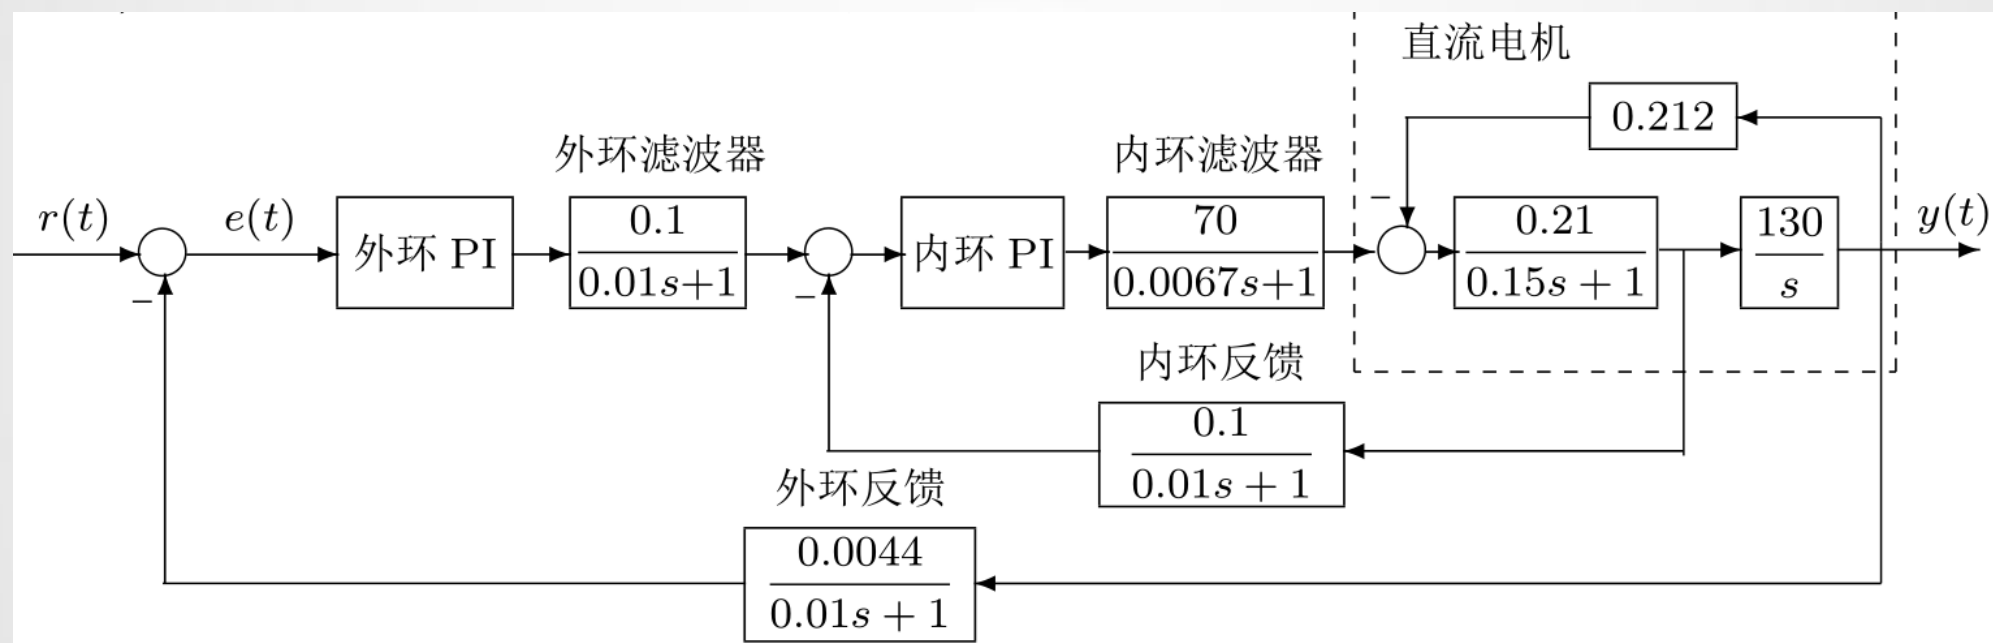 直流电机
0.212
外环滤波器
内环滤波器
r(t)
e(t)
外环 PI
0.1
0.01s+1
内环 PI
70
0.0067s+1
0.21
0.15s + 1
130
s
y(t)
−
−
−
内环反馈
0.1
0.01s + 1
外环反馈
0.0044
0.01s + 1